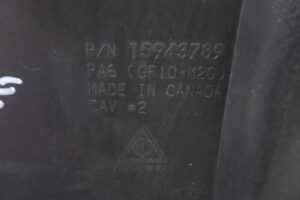 P/N 15943789
PA6 (GF10+M20)
MADE IN CANADA
CAV #2